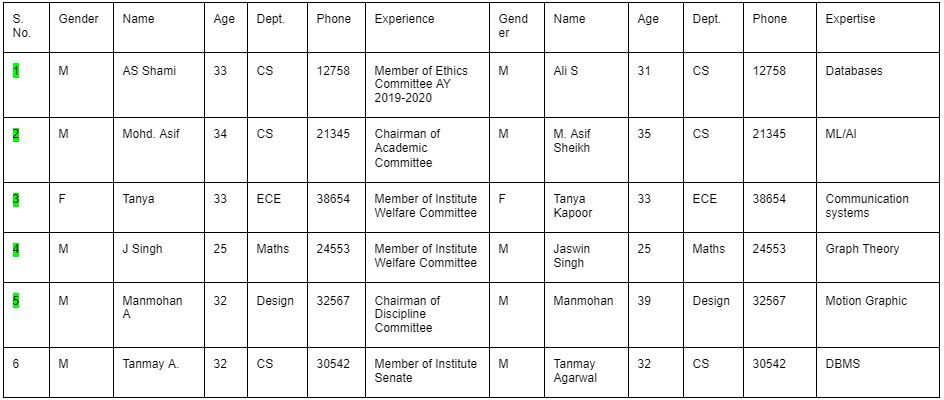 S. No. Gender Name Age Dept. Phone Experience Gender Name Age Dept. Phone Expertise
1 M AS Shami 33 CS 12758 Member of Ethics Committee AY 2019-2020 M Ali S 31 CS 12758 Databases
2 M Mohd. Asif 34 CS 21345 Chairman of Academic Committee M M. Asif Sheikh 35 CS 21345 ML/AI
3 F Tanya 33 ECE 38654 Member of Institute Welfare Committee F Tanya Kapoor 33 ECE 38654 Communication systems
4 M J Singh 25 Maths 24553 Member of Institute Welfare Committee M Jaswin Singh 25 Maths 24553 Graph Theory
5 M Manmohan A 32 Design 32567 Chairman of Discipline Committee M Manmohan 39 Design 32567 Motion Graphic
6 M Tanmay A. 32 CS 30542 Member of Institute Senate M Tanmay Agarwal 32 CS 30542 DBMS